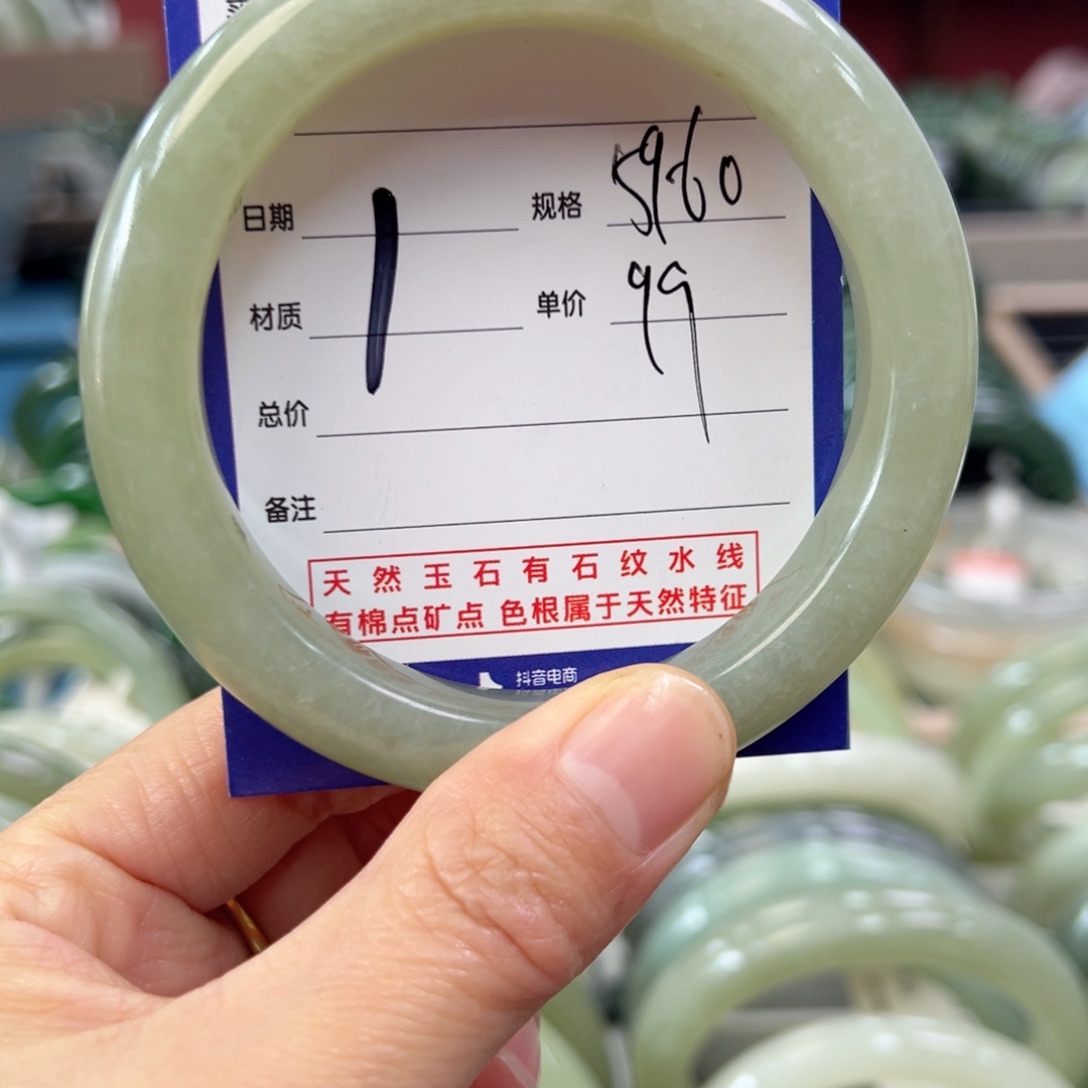 日期 1 规格 5960
材质 单价 99
总价
备注
天然玉石有石纹水线
有棉点矿点 色根属于天然特征
抖音电商